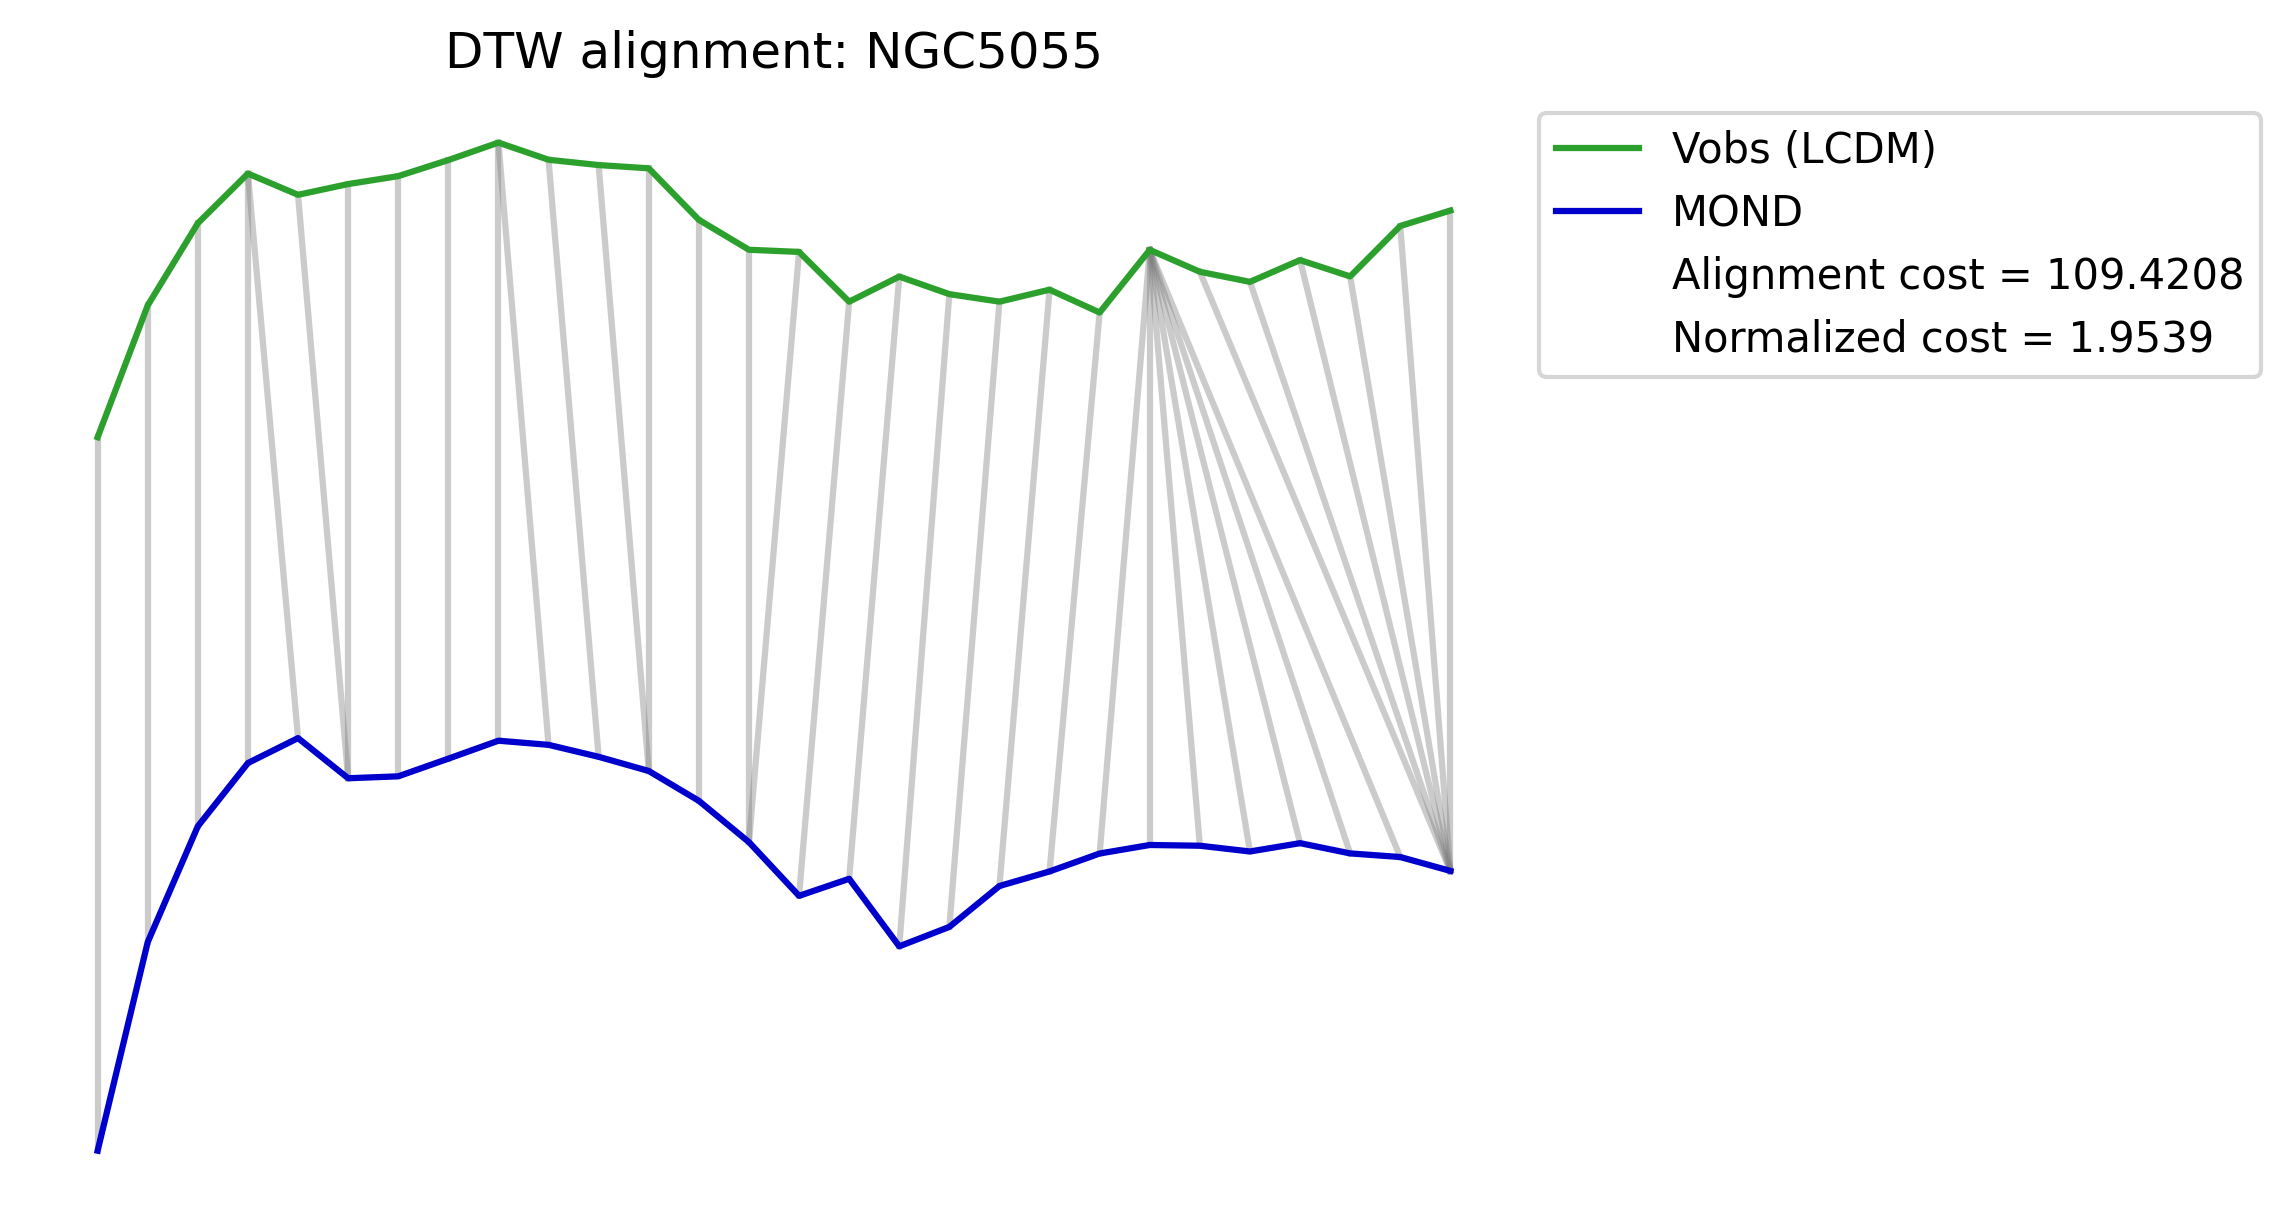 DTW alignment: NGC5055
Vobs (LCDM)
MOND
Alignment cost = 109.4208
Normalized cost = 1.9539